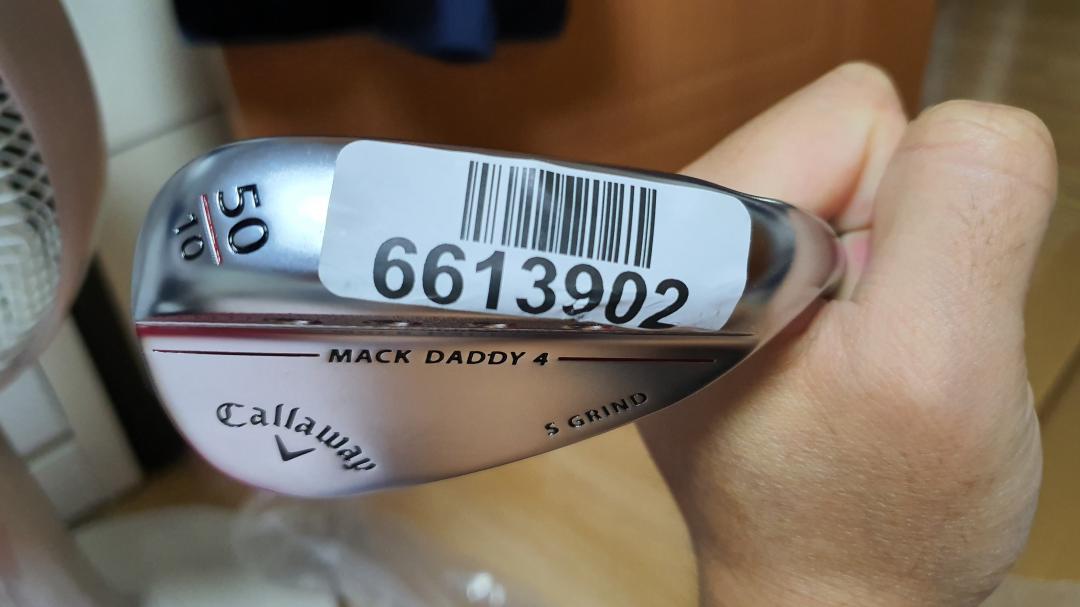 50
10
6613902
MACK DADDY 4
S GRIND
Callaway